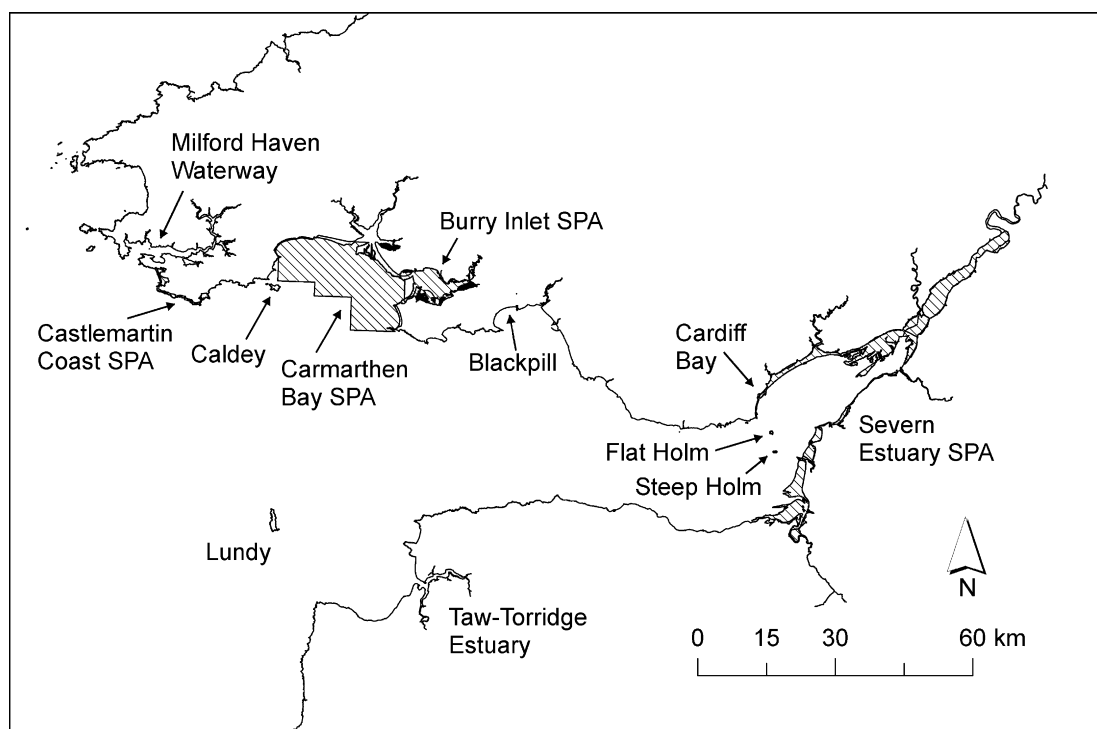 Milford Haven
Waterway
Burry Inlet SPA
Castlemartin
Coast SPA
Caldey
Carmarthen
Bay SPA
Blackpill
Cardiff
Bay
Flat Holm
Steep Holm
Severn
Estuary SPA
Lundy
Taw-Torridge
Estuary
N
0 15 30 60 km